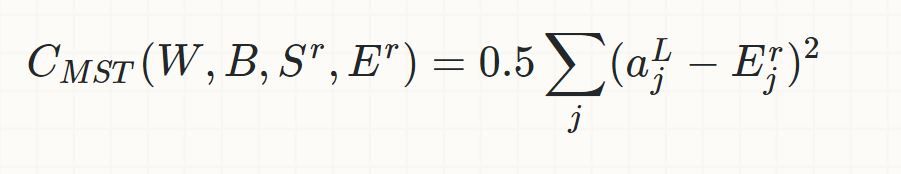 $C_{MST}(W, B, S^r, E^r) = 0.5 \sum_j (a_j^L - E_j^r)^2$